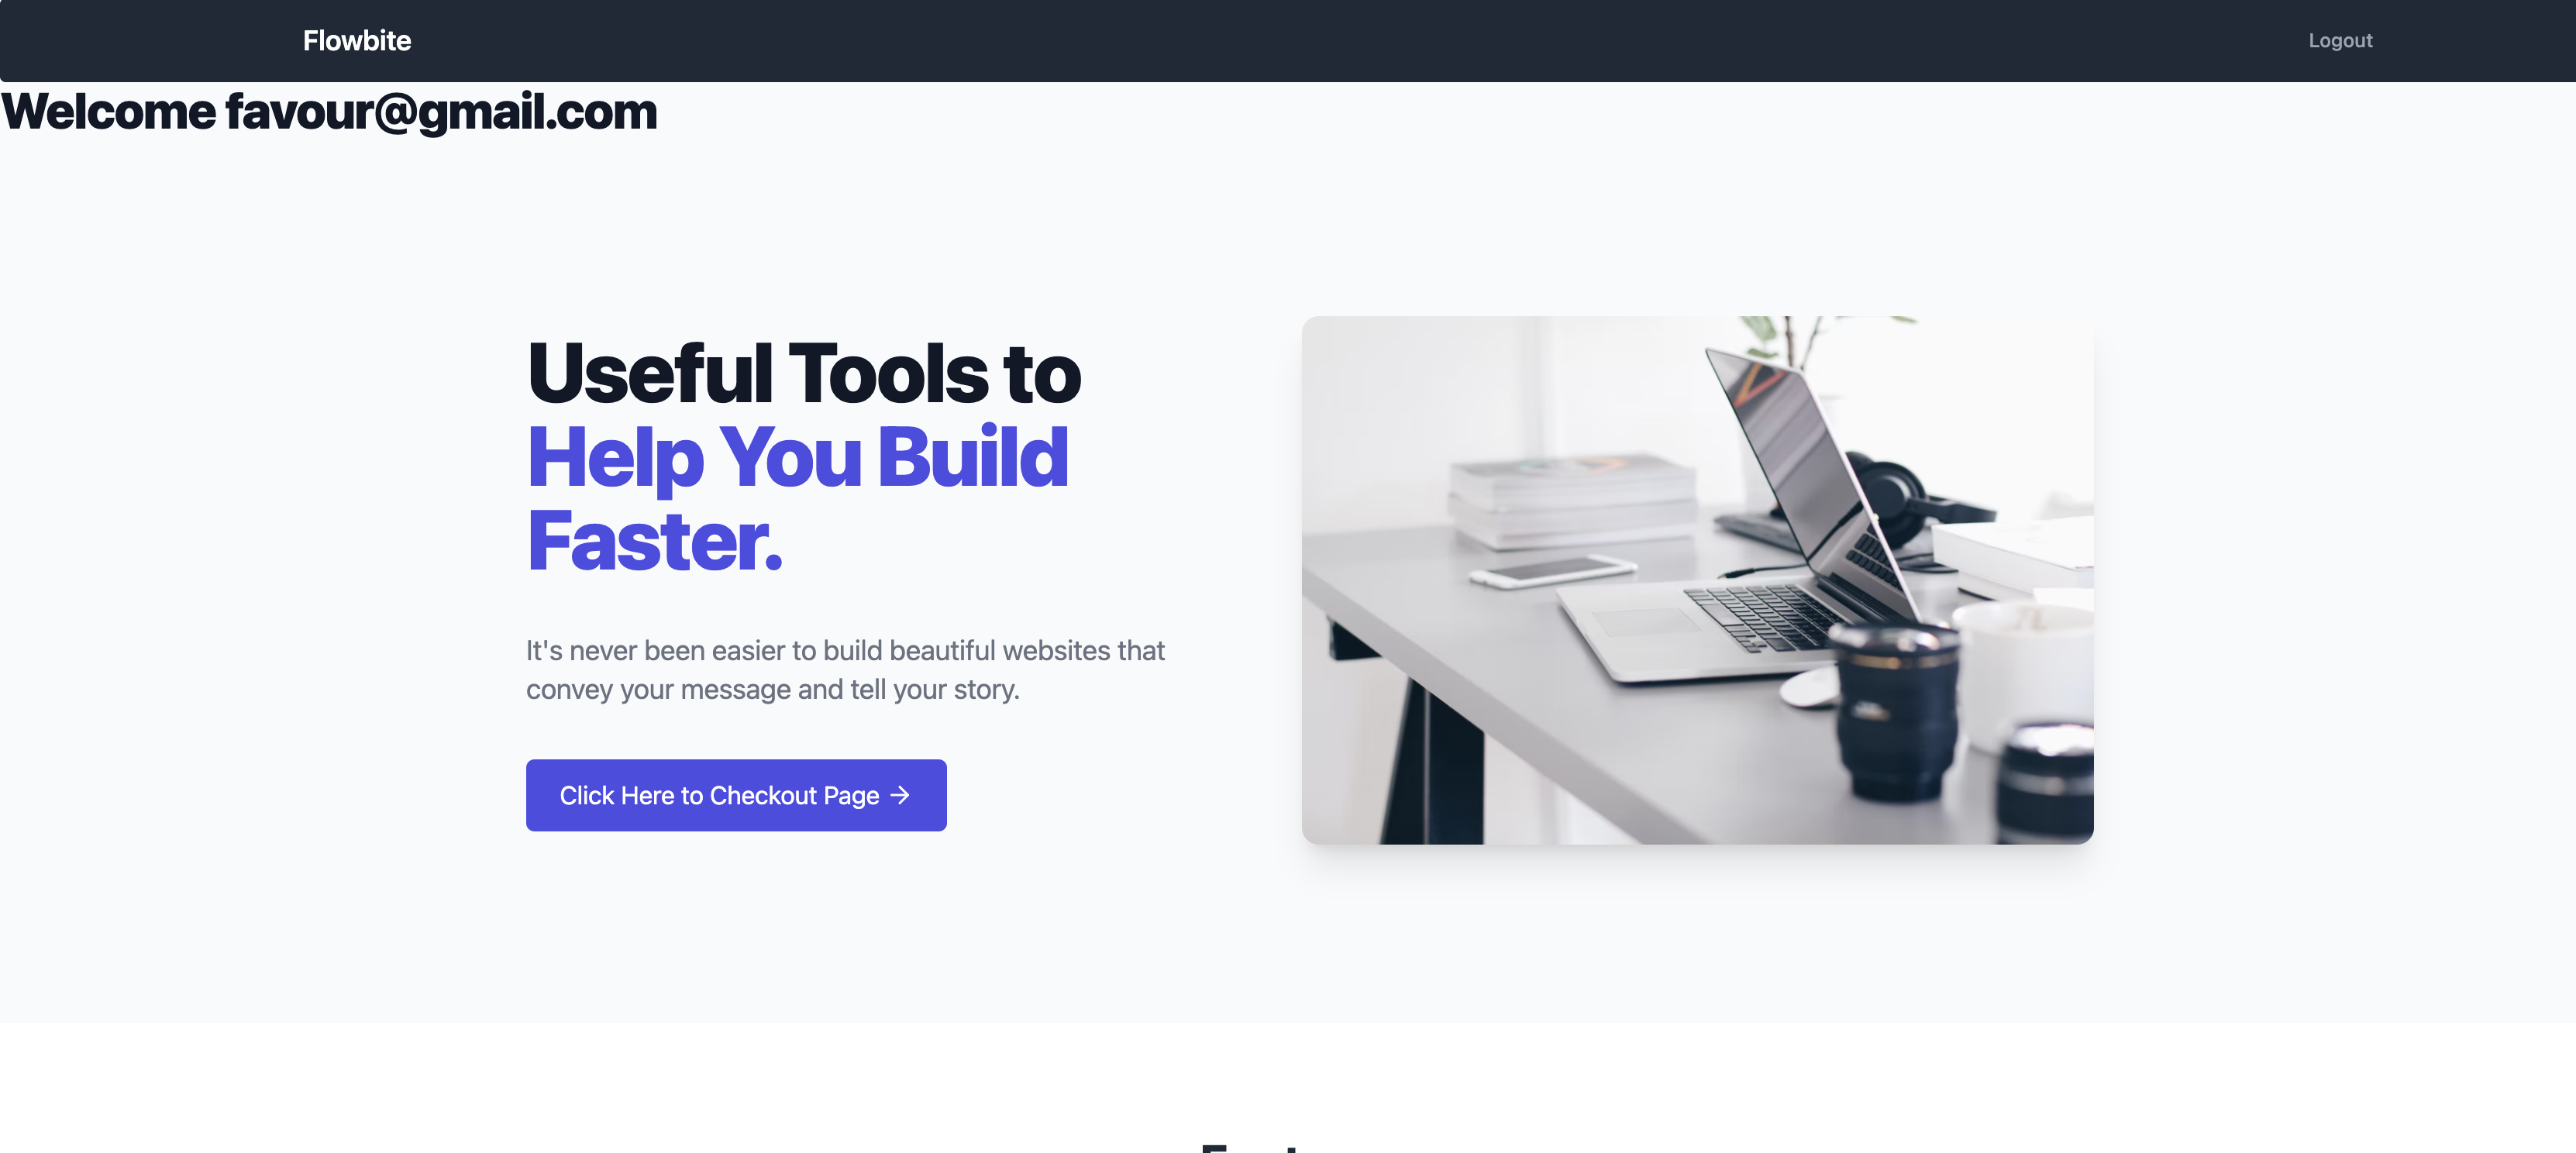 Flowbite
Logout
Welcome favour@gmail.com
Useful Tools to
Help You Build
Faster.
It's never been easier to build beautiful websites that
convey your message and tell your story.
Click Here to Checkout Page →